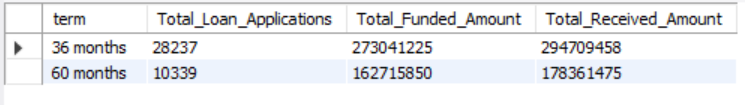 term Total_Loan_Applications Total_Funded_Amount Total_Received_Amount
36 months 28237 273041225 294709458
60 months 10339 162715850 178361475